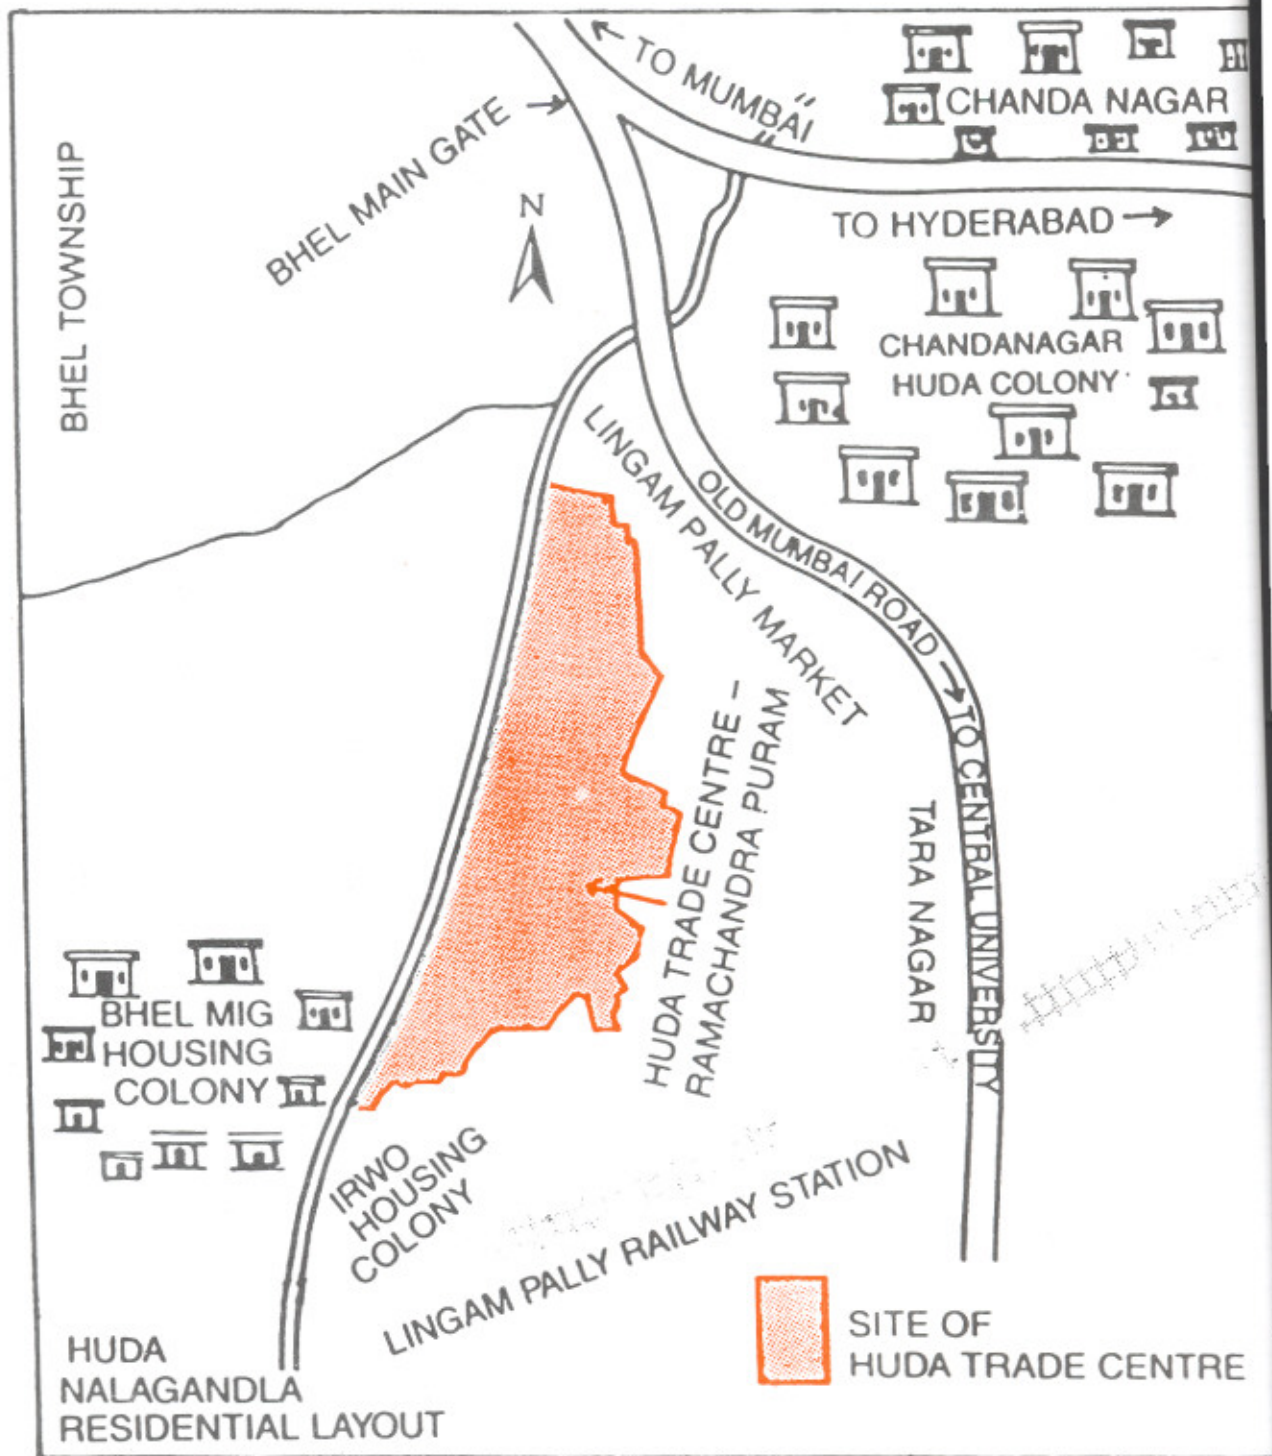 TO MUMBAI
CHANDA NAGAR
BHEL MAIN GATE
BHEL TOWNSHIP
N
TO HYDERABAD
CHANDANAGAR
HUDA COLONY
LINGAM PALLY MARKET
OLD MUMBAI ROAD
TO CENTRAL UNIVERSITY
HUDA TRADE CENTRE –
RAMACHANDRA PURAM
TARA NAGAR
BHEL MIG
HOUSING
COLONY
IRWO
HOUSING
COLONY
LINGAM PALLY RAILWAY STATION
SITE OF
HUDA TRADE CENTRE
HUDA
NALAGANDLA
RESIDENTIAL LAYOUT